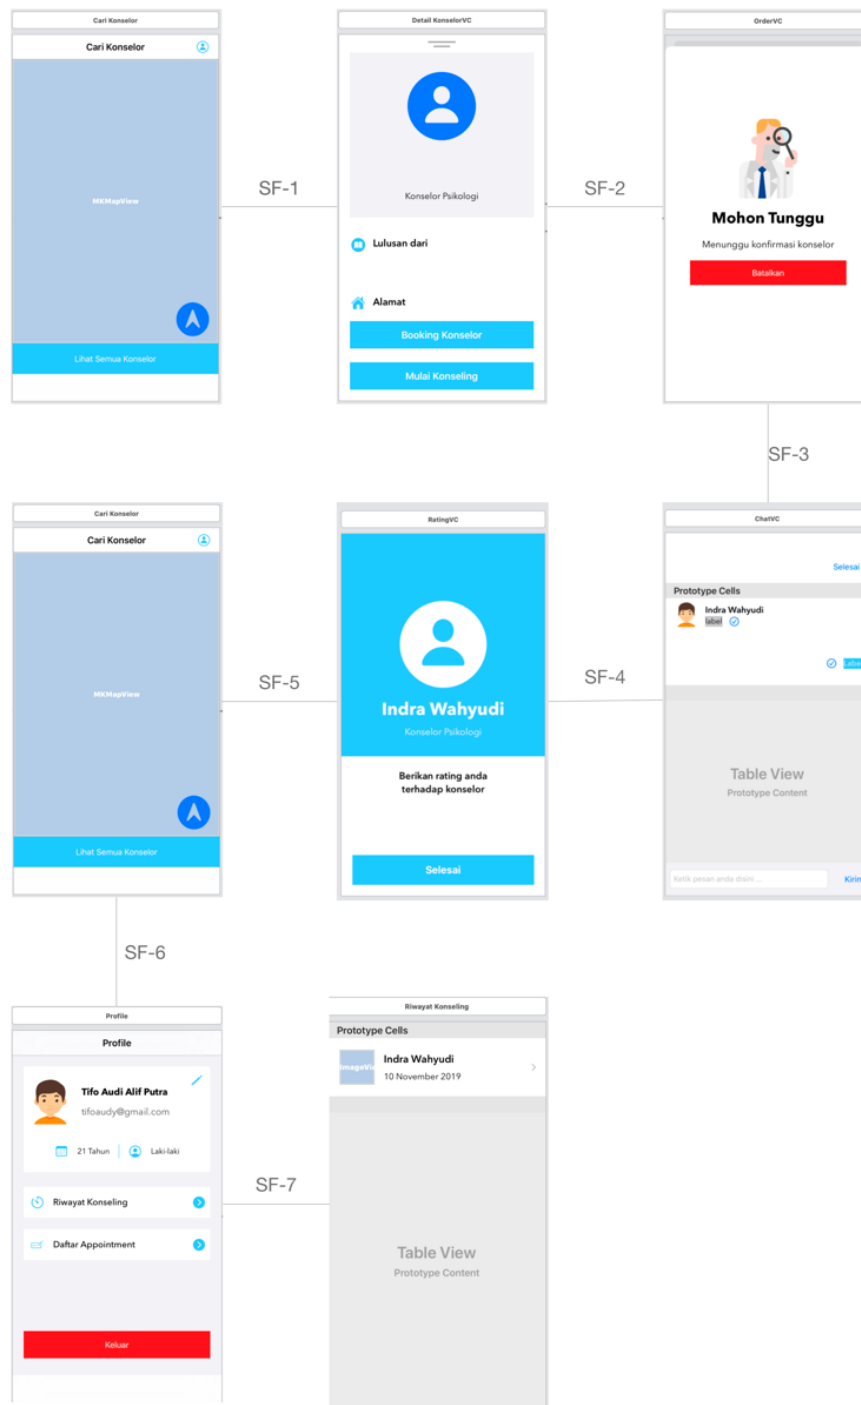 Cari Konselor
Cari Konselor
MKMapView
Lihat Semua Konselor
SF-1
Detail KonselorVC
Konselor Psikologi
Lulusan dari
Alamat
Booking Konselor
Mulai Konseling
SF-2
OrderVC
Mohon Tunggu
Menunggu konfirmasi konselor
Batalkan
SF-3
Cari Konselor
Cari Konselor
MKMapView
Lihat Semua Konselor
SF-5
RatingVC
Indra Wahyudi
Konselor Psikologi
Berikan rating anda
terhadap konselor
Selesai
SF-4
ChatVC
Selesai
Prototype Cells
Indra Wahyudi
label
Label
Table View
Prototype Content
Ketik pesan anda disini ...
Kirim
SF-6
Profile
Profile
Tifo Audi Alif Putra
tifoaudy@gmail.com
21 Tahun
Laki-laki
Riwayat Konseling
Daftar Appointment
Keluar
SF-7
Riwayat Konseling
Prototype Cells
ImageVie
Indra Wahyudi
10 November 2019
Table View
Prototype Content